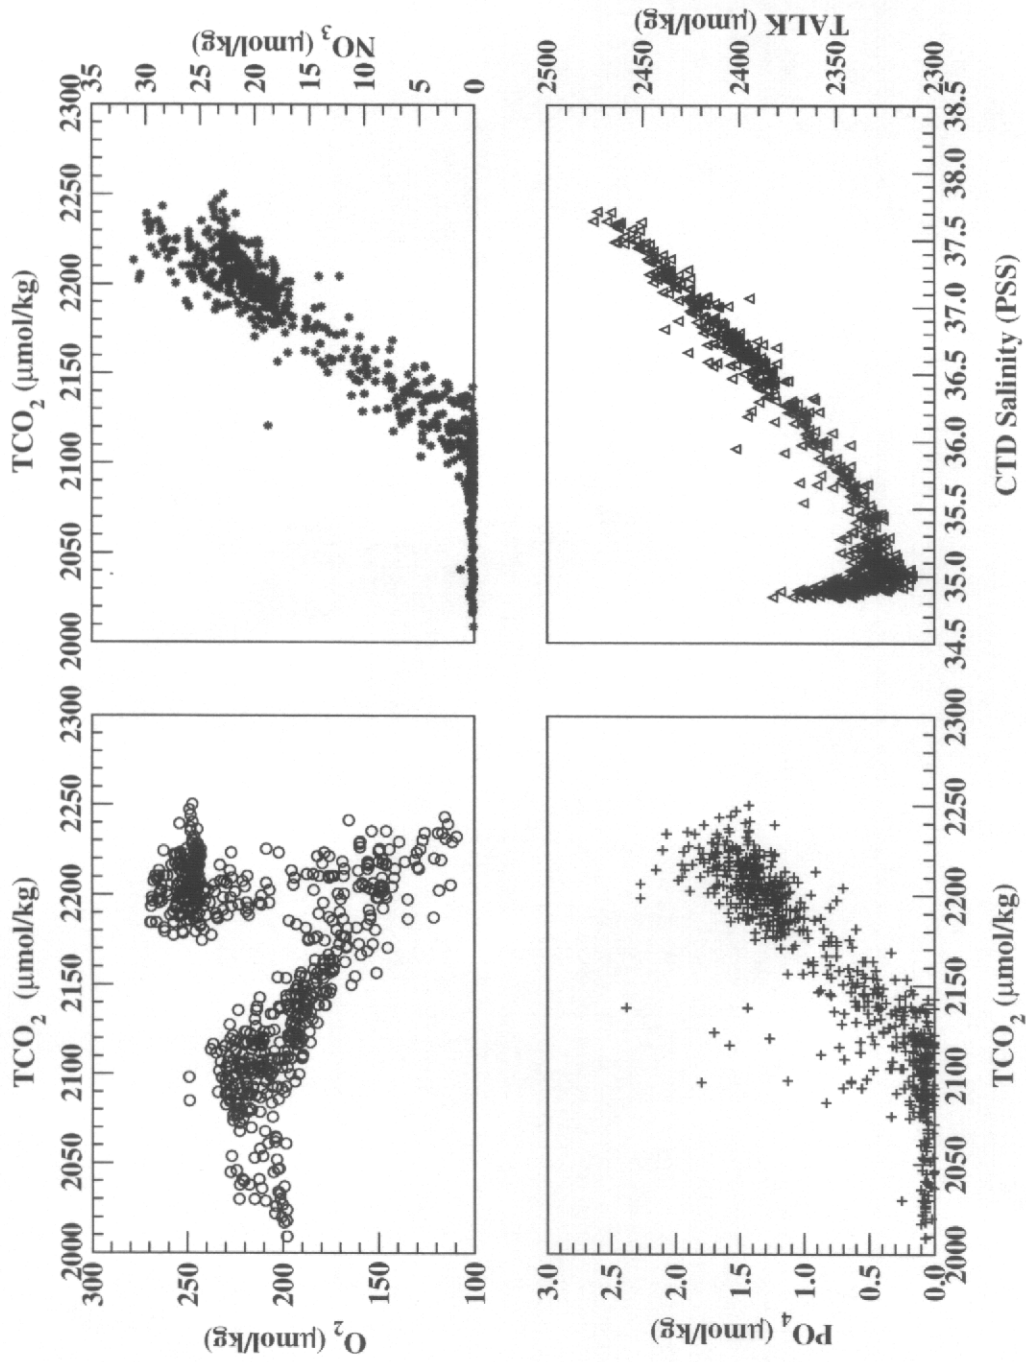 TCO2 (μmol/kg)
2000 2050 2100 2150 2200 2250 2300
O2 (μmol/kg)
300
250
200
150
100
TCO2 (μmol/kg)
2000 2050 2100 2150 2200 2250 2300
NO3 (μmol/kg)
35
30
25
20
15
10
5
0
PO4 (μmol/kg)
3.0
2.5
2.0
1.5
1.0
0.5
0.0
2000 2050 2100 2150 2200 2250 2300
TCO2 (μmol/kg)
TALK (μmol/kg)
2500
2450
2400
2350
2300
34.5 35.0 35.5 36.0 36.5 37.0 37.5 38.0 38.5
CTD Salinity (PSS)